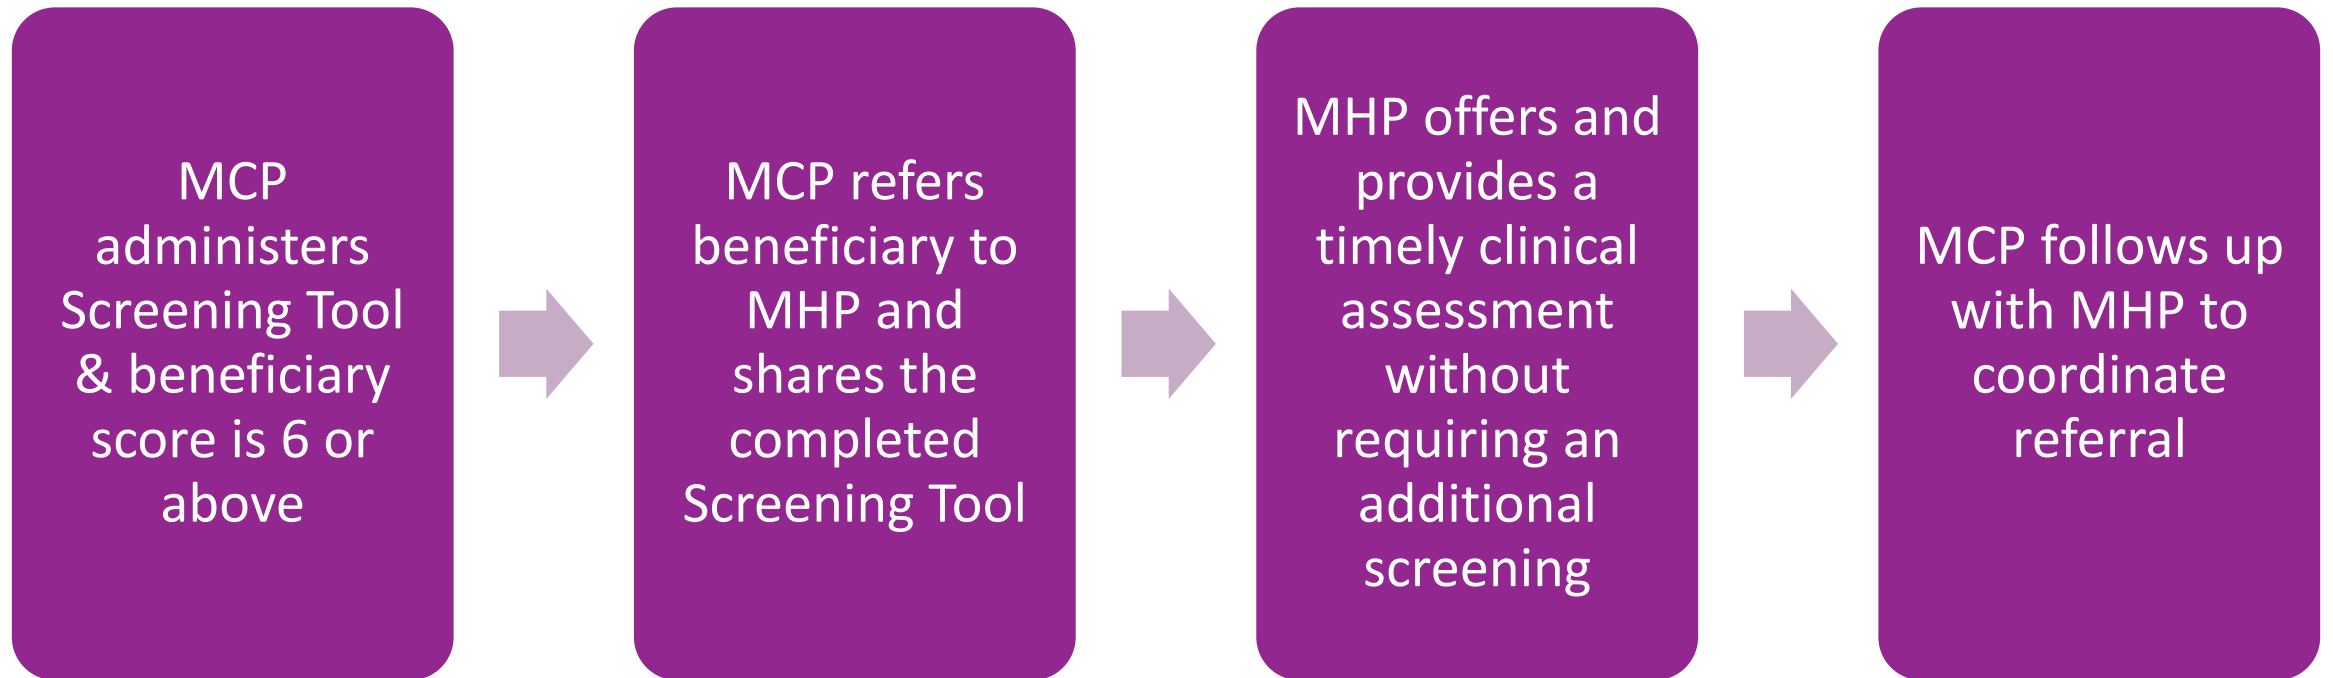 MCP
administers
Screening Tool
& beneficiary
score is 6 or
above
MCP refers
beneficiary to
MHP and
shares the
completed
Screening Tool
MHP offers and
provides a
timely clinical
assessment
without
requiring an
additional
screening
MCP follows up
with MHP to
coordinate
referral